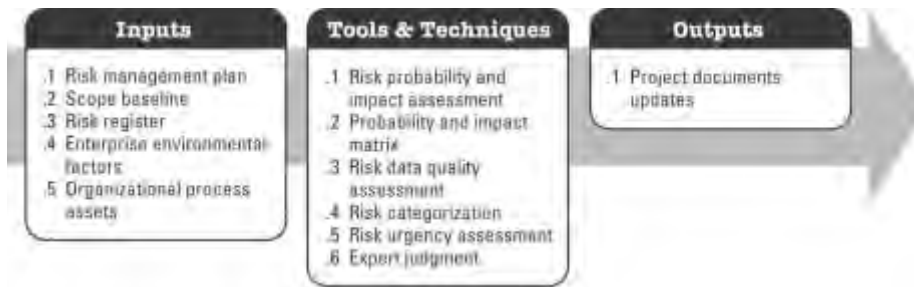 Inputs
.1 Risk management plan
.2 Scope baseline
.3 Risk register
.4 Enterprise environmental
factors
.5 Organizational process
assets
Tools & Techniques
.1 Risk probability and
impact assessment
.2 Probability and impact
matrix
.3 Risk data quality
assessment
.4 Risk categorization
.5 Risk urgency assessment
.6 Expert judgment
Outputs
.1 Project documents
updates